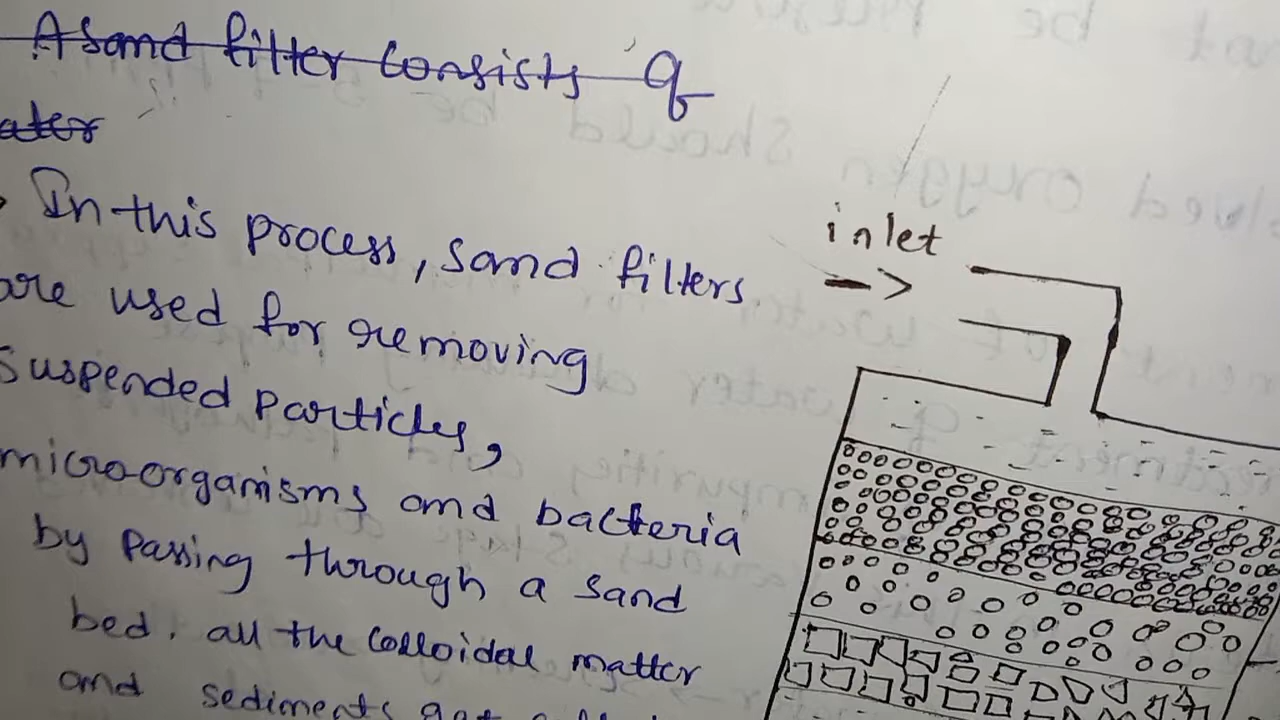 A sand filter consists of
ater
In this process, sand filters
are used for removing
suspended particles,
microorganisms and bacteria
by passing through a sand
bed. all the colloidal matter
and sediments get
inlet